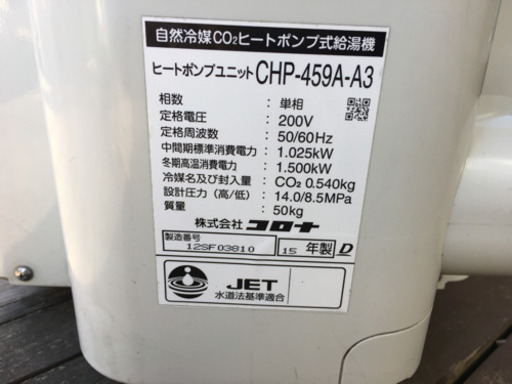 自然冷媒CO₂ヒートポンプ式給湯機
ヒートポンプユニット CHP-459A-A3
相数 : 単相
定格電圧 : 200V
定格周波数 : 50/60Hz
中間期標準消費電力 : 1.025kW
冬期高温消費電力 : 1.500kW
冷媒名及び封入量 : CO₂ 0.540kg
設計圧力（高/低） : 14.0/8.5MPa
質量 : 50kg
株式会社 コロナ
製造番号
12SF03810 15 年製 D
JET
水道法基準適合